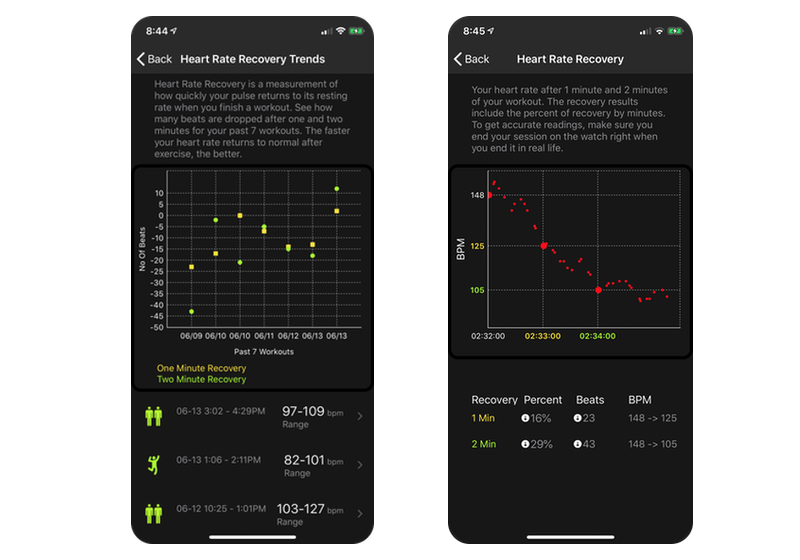 8:44
Back
Heart Rate Recovery Trends
Heart Rate Recovery is a measurement of
how quickly your pulse returns to its resting
rate when you finish a workout. See how
many beats are dropped after one and two
minutes for your past 7 workouts. The faster
your heart rate returns to normal after
exercise, the better.
No Of Beats
10
5
0
-5
-10
-15
-20
-25
-30
-35
-40
-45
-50
06/09 06/10 06/10 06/11 06/12 06/13 06/13
Past 7 Workouts
One Minute Recovery
Two Minute Recovery
06-13 3:02 - 4:29PM
97-109 bpm
Range
06-13 1:06 - 2:11PM
82-101 bpm
Range
06-12 10:25 - 1:01PM
103-127 bpm
Range
8:45
Back
Heart Rate Recovery
Your heart rate after 1 minute and 2 minutes
of your workout. The recovery results
include the percent of recovery by minutes.
To get accurate readings, make sure you
end your session on the watch right when
you end it in real life.
BPM
148
125
105
02:32:00 02:33:00 02:34:00
Recovery Percent Beats BPM
1 Min 16% 23 148 -> 125
2 Min 29% 43 148 -> 105